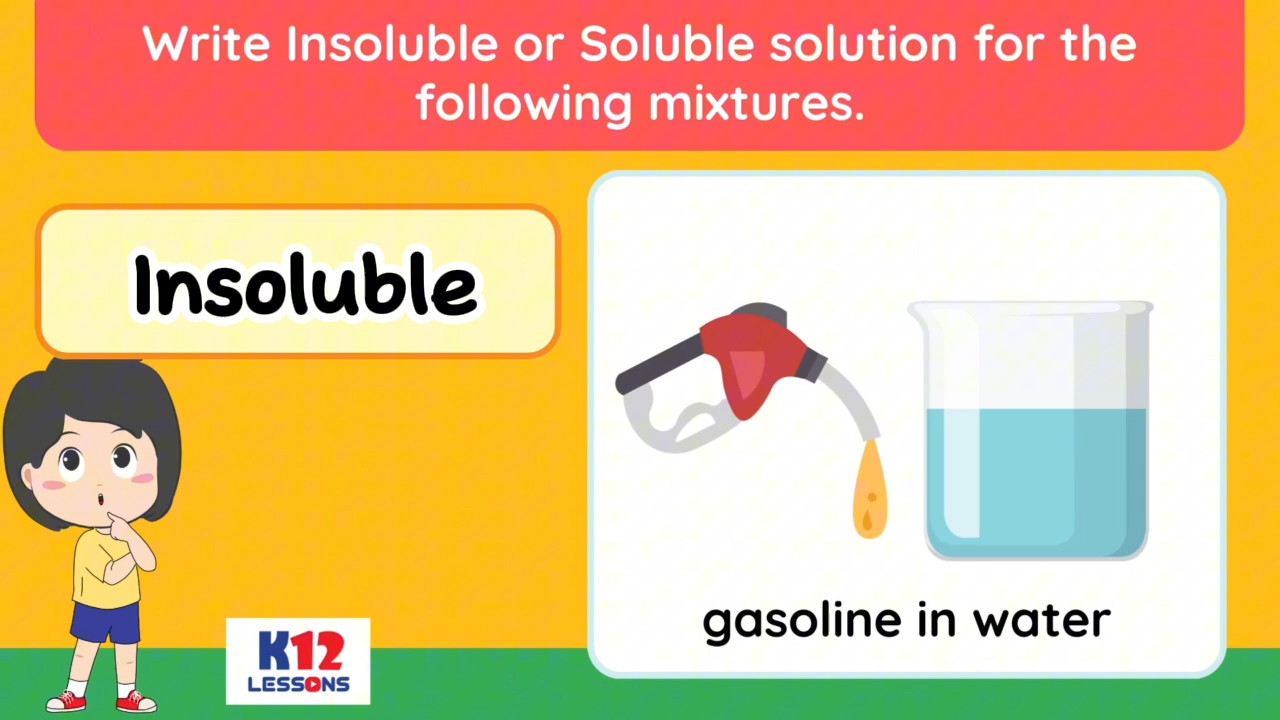 Write Insoluble or Soluble solution for the
following mixtures.
Insoluble
gasoline in water
K12
LESSONS